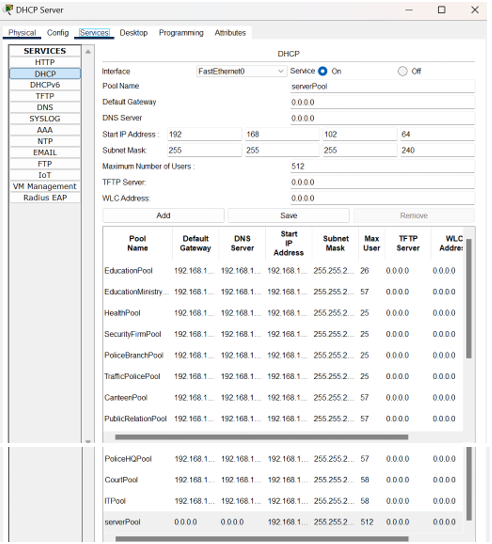 DHCP Server
Physical Config Services Desktop Programming Attributes
SERVICES
HTTP
DHCP
DHCPv6
TFTP
DNS
SYSLOG
AAA
NTP
EMAIL
FTP
IoT
VM Management
Radius EAP
DHCP
Interface FastEthernet0 Service On Off
Pool Name serverPool
Default Gateway 0.0.0.0
DNS Server 0.0.0.0
Start IP Address : 192 168 102 64
Subnet Mask: 255 255 255 240
Maximum Number of Users : 512
TFTP Server: 0.0.0.0
WLC Address: 0.0.0.0
Add Save Remove
Pool Name Default Gateway DNS Server Start IP Address Subnet Mask Max User TFTP Server WLC Addres
EducationPool 192.168.1... 192.168.1... 192.168.1... 255.255.2... 26 0.0.0.0 0.0.0.0
EducationMinistry... 192.168.1... 192.168.1... 192.168.1... 255.255.2... 57 0.0.0.0 0.0.0.0
HealthPool 192.168.1... 192.168.1... 192.168.1... 255.255.2... 25 0.0.0.0 0.0.0.0
SecurityFirmPool 192.168.1... 192.168.1... 192.168.1... 255.255.2... 25 0.0.0.0 0.0.0.0
PoliceBranchPool 192.168.1... 192.168.1... 192.168.1... 255.255.2... 25 0.0.0.0 0.0.0.0
TrafficPolicePool 192.168.1... 192.168.1... 192.168.1... 255.255.2... 25 0.0.0.0 0.0.0.0
CanteenPool 192.168.1... 192.168.1... 192.168.1... 255.255.2... 57 0.0.0.0 0.0.0.0
PublicRelationPool 192.168.1... 192.168.1... 192.168.1... 255.255.2... 57 0.0.0.0 0.0.0.0
PoliceHQPool 192.168.1... 192.168.1... 192.168.1... 255.255.2... 57 0.0.0.0 0.0.0.0
CourtPool 192.168.1... 192.168.1... 192.168.1... 255.255.2... 58 0.0.0.0 0.0.0.0
ITPool 192.168.1... 192.168.1... 192.168.1... 255.255.2... 58 0.0.0.0 0.0.0.0
serverPool 0.0.0.0 0.0.0.0 192.168.1... 255.255.2... 512 0.0.0.0 0.0.0.0